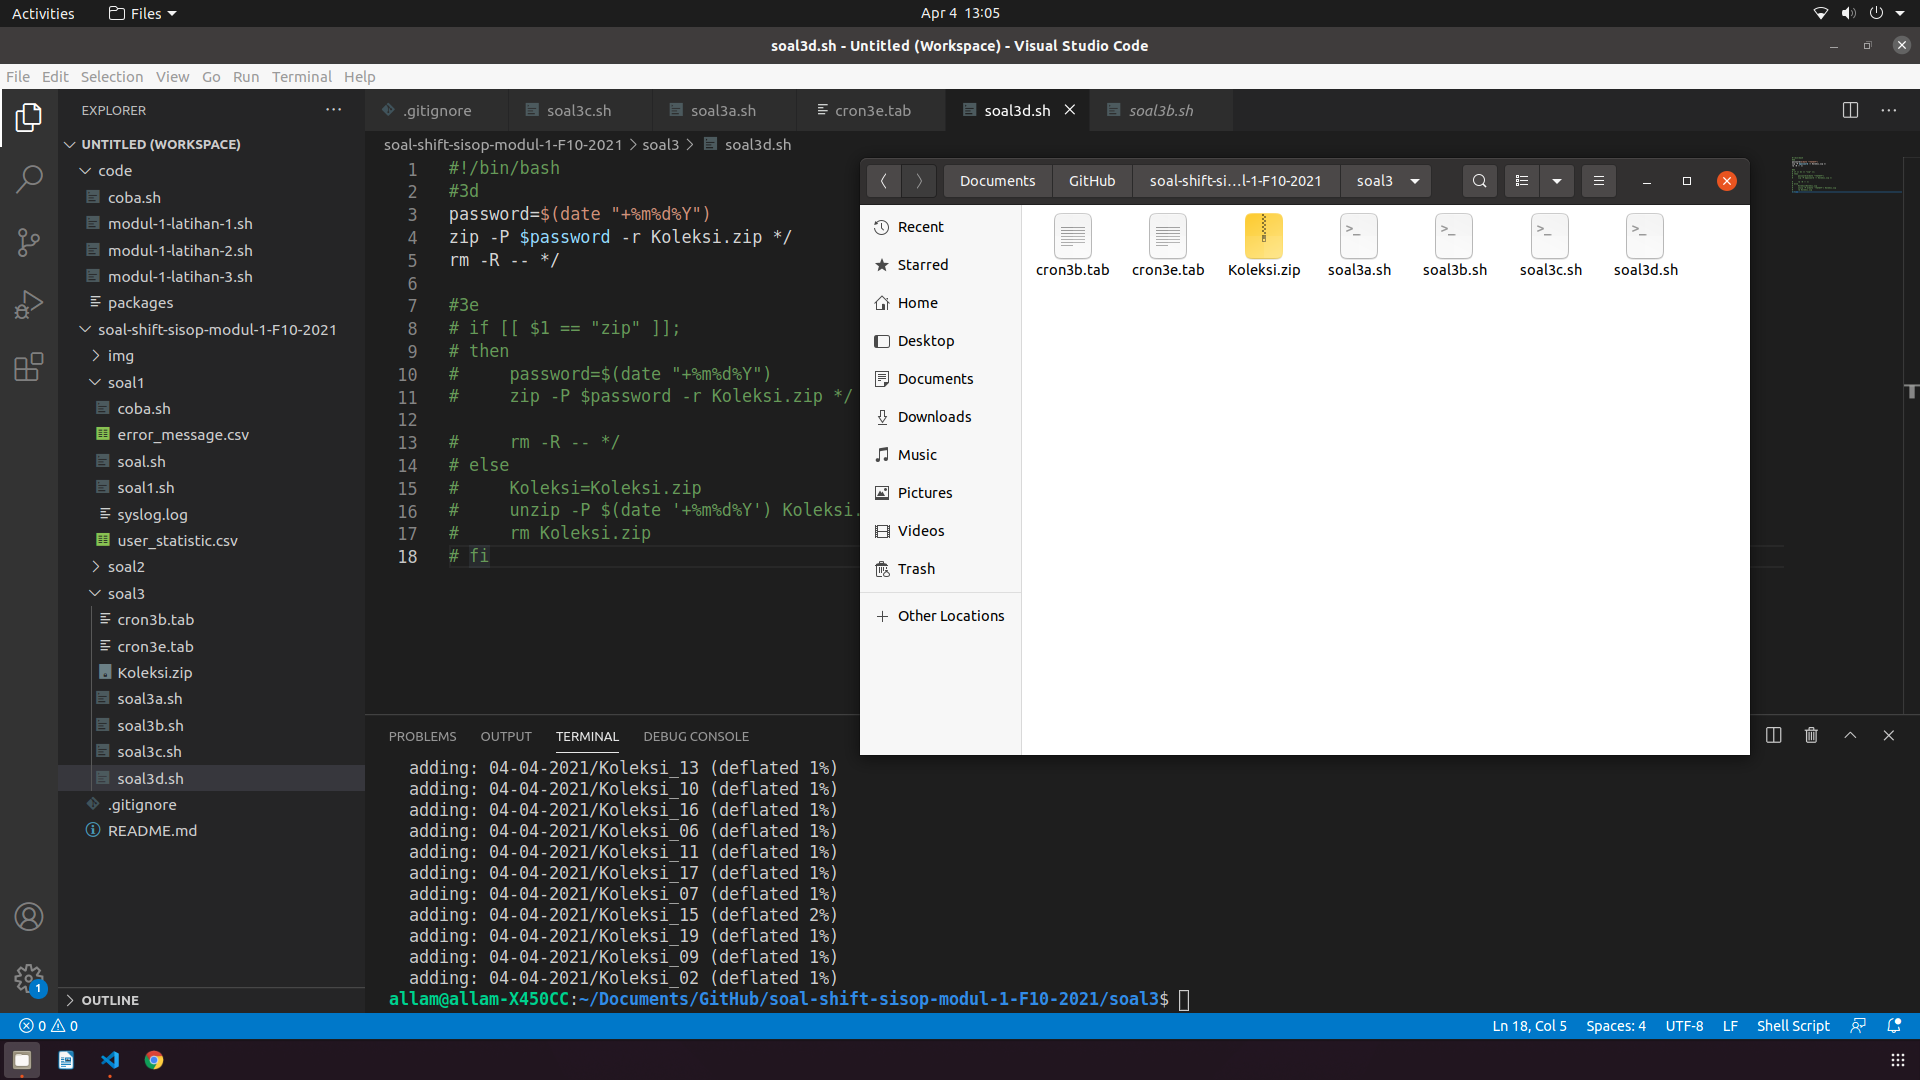 Activities
Files
Apr 4 13:05
soal3d.sh - Untitled (Workspace) - Visual Studio Code
File Edit Selection View Go Run Terminal Help
EXPLORER
UNTITLED (WORKSPACE)
code
coba.sh
modul-1-latihan-1.sh
modul-1-latihan-2.sh
modul-1-latihan-3.sh
packages
soal-shift-sisop-modul-1-F10-2021
img
soal1
coba.sh
error_message.csv
soal.sh
soal1.sh
syslog.log
user_statistic.csv
soal2
soal3
cron3b.tab
cron3e.tab
Koleksi.zip
soal3a.sh
soal3b.sh
soal3c.sh
soal3d.sh
.gitignore
README.md
OUTLINE
.gitignore soal3c.sh soal3a.sh cron3e.tab soal3d.sh soal3b.sh
soal-shift-sisop-modul-1-F10-2021 > soal3 > soal3d.sh
1 #!/bin/bash
2 #3d
3 password=$(date "+%m%d%Y")
4 zip -P $password -r Koleksi.zip */
5 rm -R -- */
6
7 #3e
8 # if [[ $1 == "zip" ]];
9 # then
10 #     password=$(date "+%m%d%Y")
11 #     zip -P $password -r Koleksi.zip */
12
13 #     rm -R -- */
14 # else
15 #     Koleksi=Koleksi.zip
16 #     unzip -P $(date '+%m%d%Y') Koleksi.
17 #     rm Koleksi.zip
18 # fi
Documents GitHub soal-shift-si…l-1-F10-2021 soal3
Recent
Starred
Home
Desktop
Documents
Downloads
Music
Pictures
Videos
Trash
Other Locations
cron3b.tab cron3e.tab Koleksi.zip soal3a.sh soal3b.sh soal3c.sh soal3d.sh
PROBLEMS OUTPUT TERMINAL DEBUG CONSOLE
adding: 04-04-2021/Koleksi_13 (deflated 1%)
adding: 04-04-2021/Koleksi_10 (deflated 1%)
adding: 04-04-2021/Koleksi_16 (deflated 1%)
adding: 04-04-2021/Koleksi_06 (deflated 1%)
adding: 04-04-2021/Koleksi_11 (deflated 1%)
adding: 04-04-2021/Koleksi_17 (deflated 1%)
adding: 04-04-2021/Koleksi_07 (deflated 1%)
adding: 04-04-2021/Koleksi_15 (deflated 2%)
adding: 04-04-2021/Koleksi_19 (deflated 1%)
adding: 04-04-2021/Koleksi_09 (deflated 1%)
adding: 04-04-2021/Koleksi_02 (deflated 1%)
allam@allam-X450CC:~/Documents/GitHub/soal-shift-sisop-modul-1-F10-2021/soal3$
1
0 0
Ln 18, Col 5 Spaces: 4 UTF-8 LF Shell Script